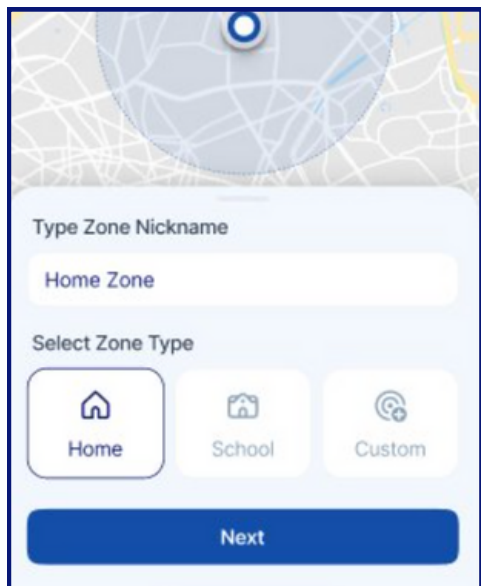 Type Zone Nickname
Home Zone
Select Zone Type
Home School Custom
Next